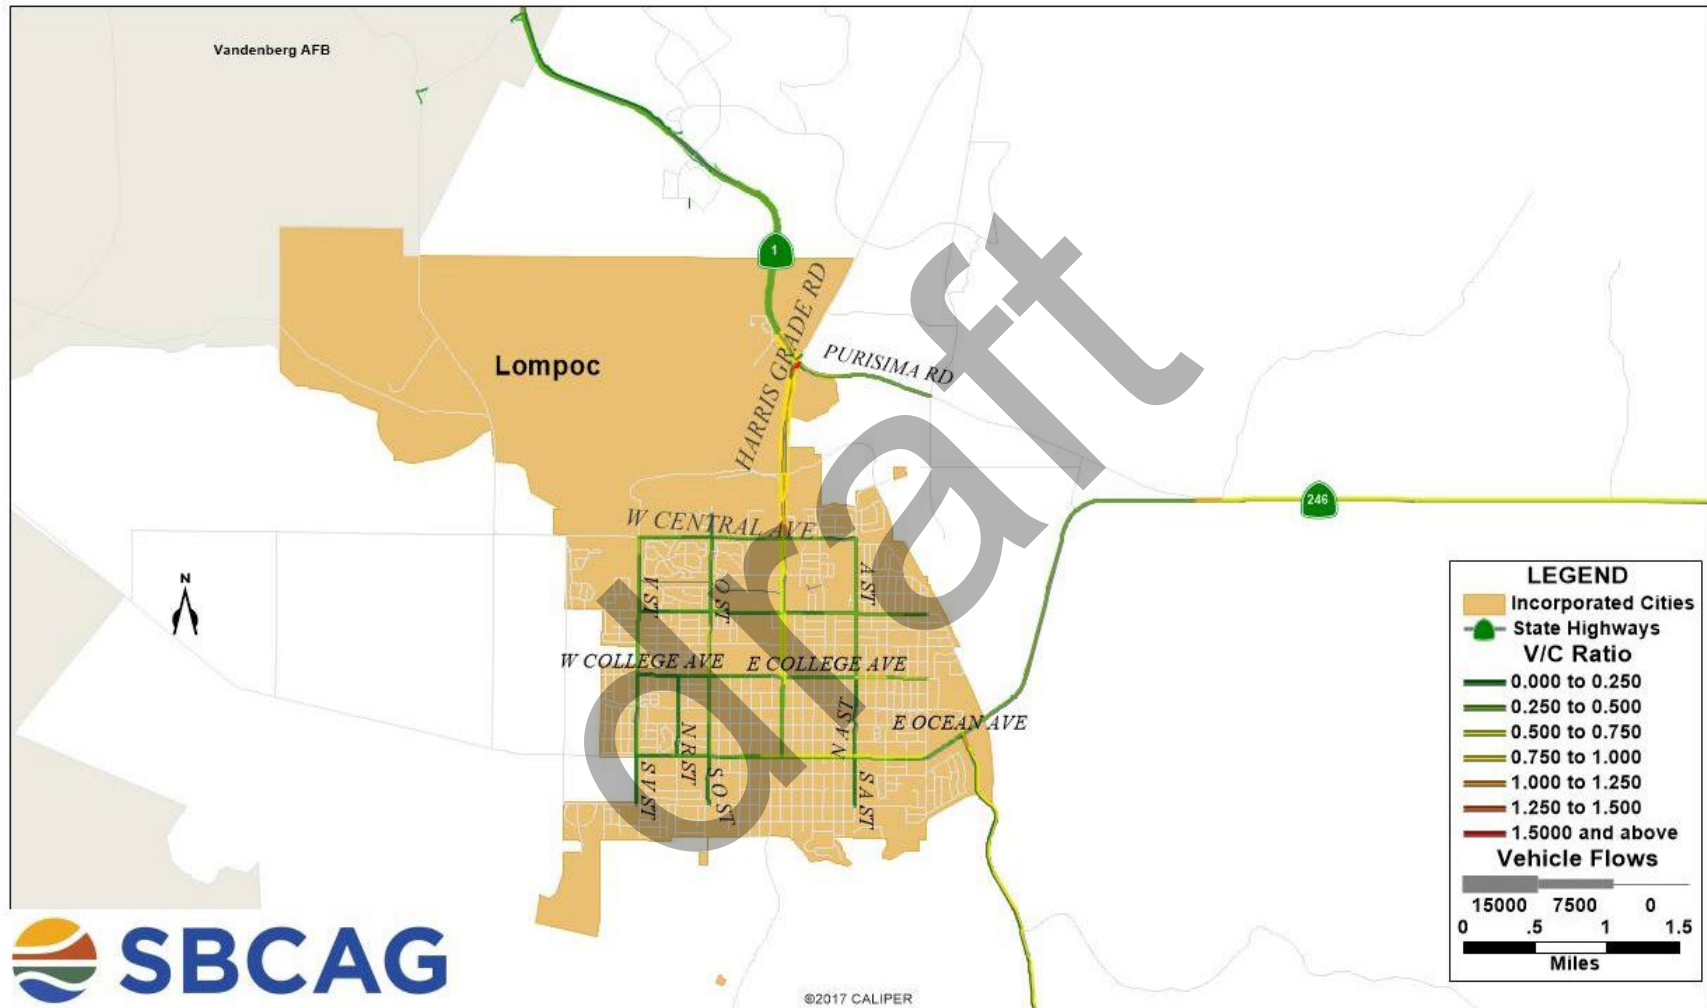 Vandenberg AFB
1
HARRIS GRADE RD
PURISIMA RD
Lompoc
246
W CENTRAL AVE
N
V ST
O ST
A ST
W COLLEGE AVE
E COLLEGE AVE
E OCEAN AVE
N R ST
N A ST
S V ST
S O ST
S A ST
draft
LEGEND
Incorporated Cities
State Highways
V/C Ratio
0.000 to 0.250
0.250 to 0.500
0.500 to 0.750
0.750 to 1.000
1.000 to 1.250
1.250 to 1.500
1.5000 and above
Vehicle Flows
15000 7500 0
0 .5 1 1.5
Miles
SBCAG
©2017 CALIPER